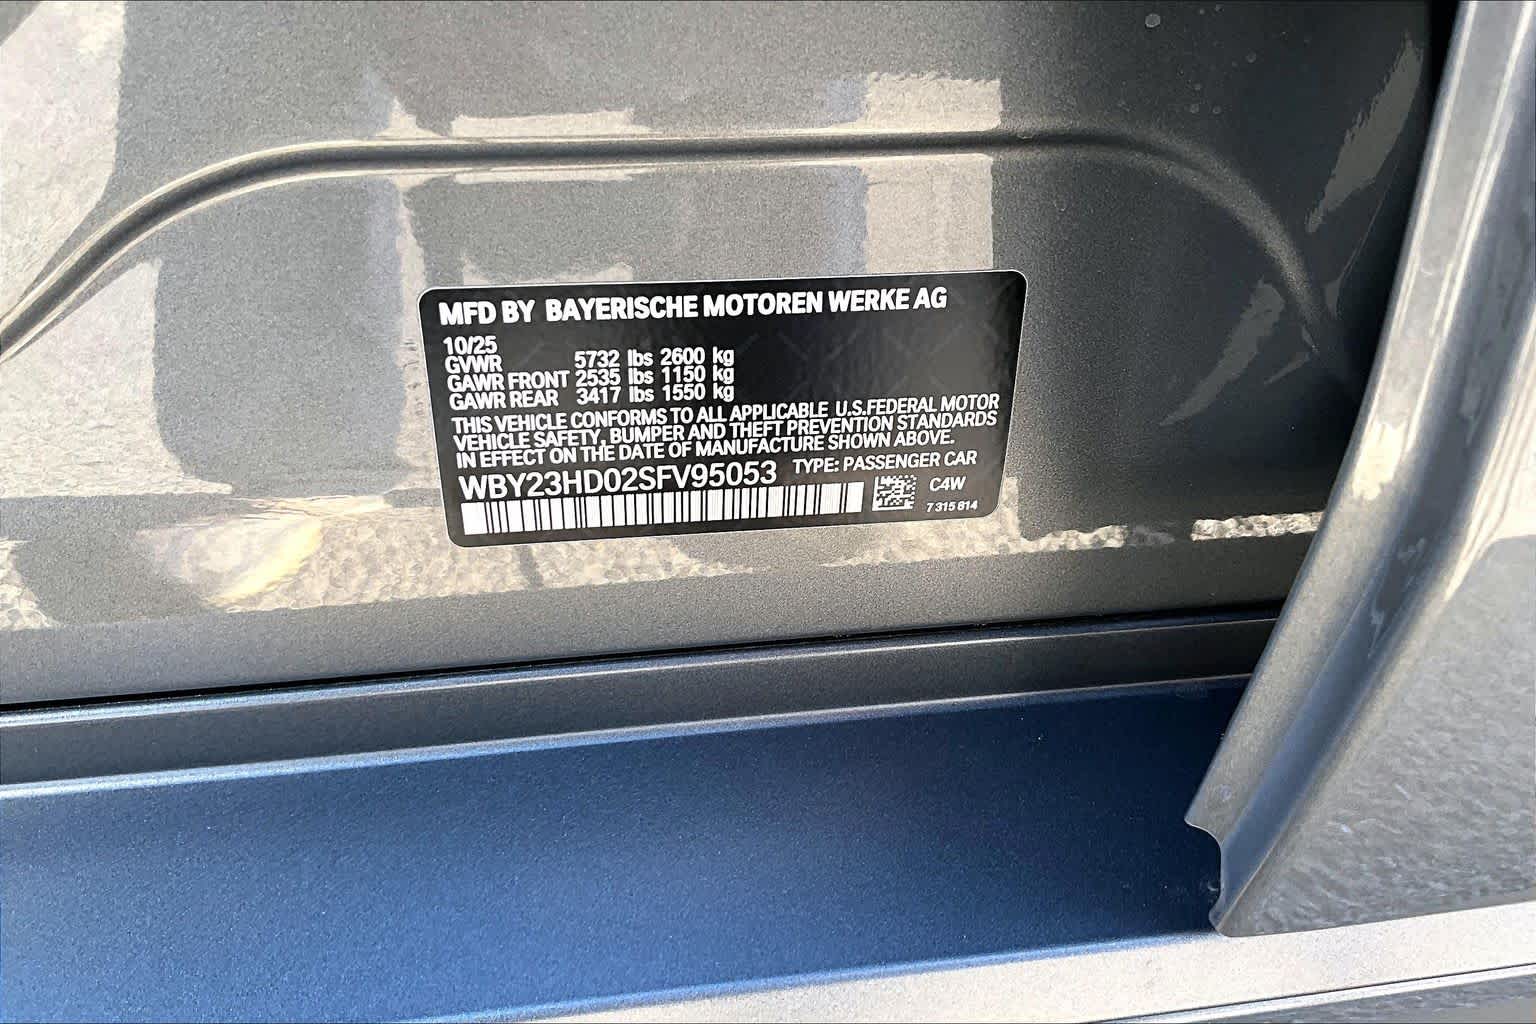 MFD BY BAYERISCHE MOTOREN WERKE AG
10/25
GVWR 5732 lbs 2600 kg
GAWR FRONT 2535 lbs 1150 kg
GAWR REAR 3417 lbs 1550 kg
THIS VEHICLE CONFORMS TO ALL APPLICABLE U.S.FEDERAL MOTOR
VEHICLE SAFETY, BUMPER AND THEFT PREVENTION STANDARDS
IN EFFECT ON THE DATE OF MANUFACTURE SHOWN ABOVE.
WBY23HD02SFV95053 TYPE: PASSENGER CAR
C4W
7 315 614